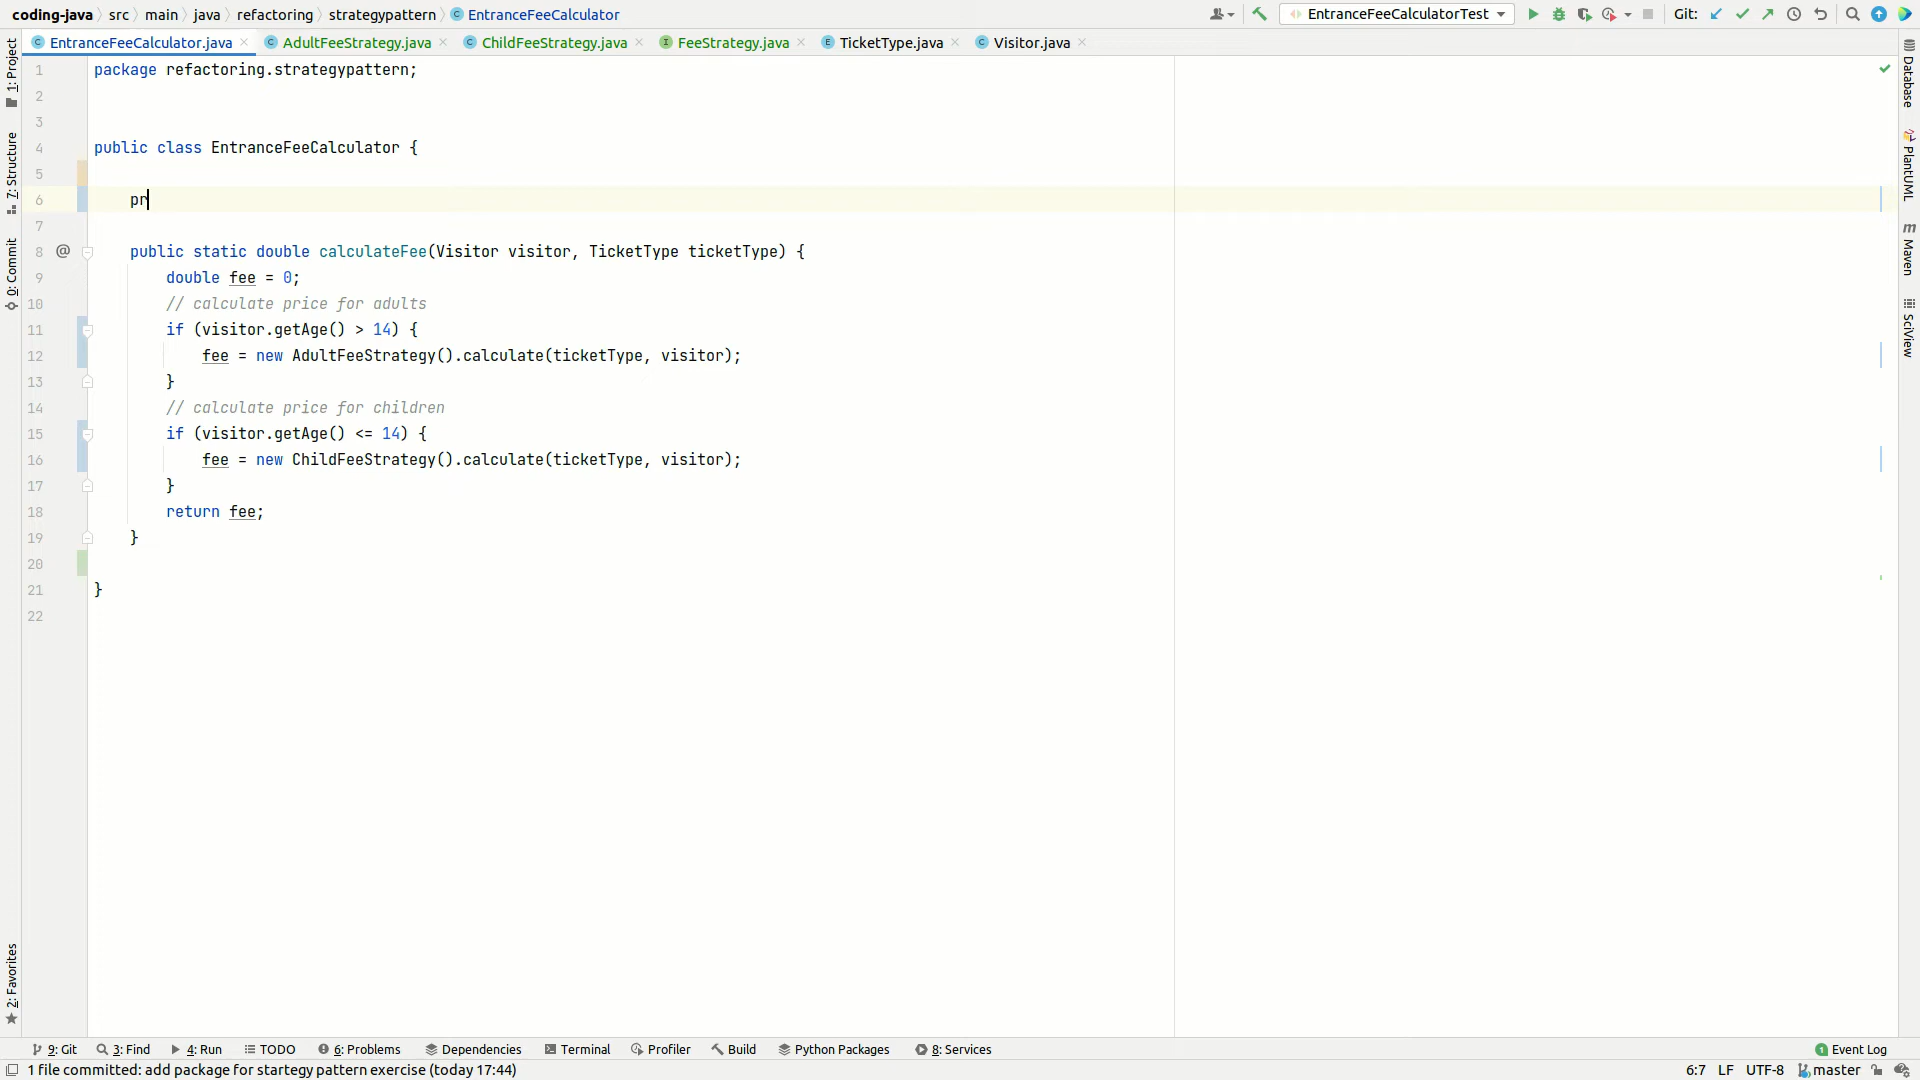 coding-java src main java refactoring strategypattern EntranceFeeCalculator EntranceFeeCalculatorTest Git:
EntranceFeeCalculator.java AdultFeeStrategy.java ChildFeeStrategy.java FeeStrategy.java TicketType.java Visitor.java
1: Project
7: Structure
0: Commit
2: Favorites
1 package refactoring.strategypattern;
2
3
4 public class EntranceFeeCalculator {
5
6 pr
7
8 @ public static double calculateFee(Visitor visitor, TicketType ticketType) {
9 double fee = 0;
10 // calculate price for adults
11 if (visitor.getAge() > 14) {
12 fee = new AdultFeeStrategy().calculate(ticketType, visitor);
13 }
14 // calculate price for children
15 if (visitor.getAge() <= 14) {
16 fee = new ChildFeeStrategy().calculate(ticketType, visitor);
17 }
18 return fee;
19 }
20
21 }
22
Database
PlantUML
Maven
SciView
9: Git 3: Find 4: Run TODO 6: Problems Dependencies Terminal Profiler Build Python Packages 8: Services 1 Event Log
1 file committed: add package for startegy pattern exercise (today 17:44) 6:7 LF UTF-8 master